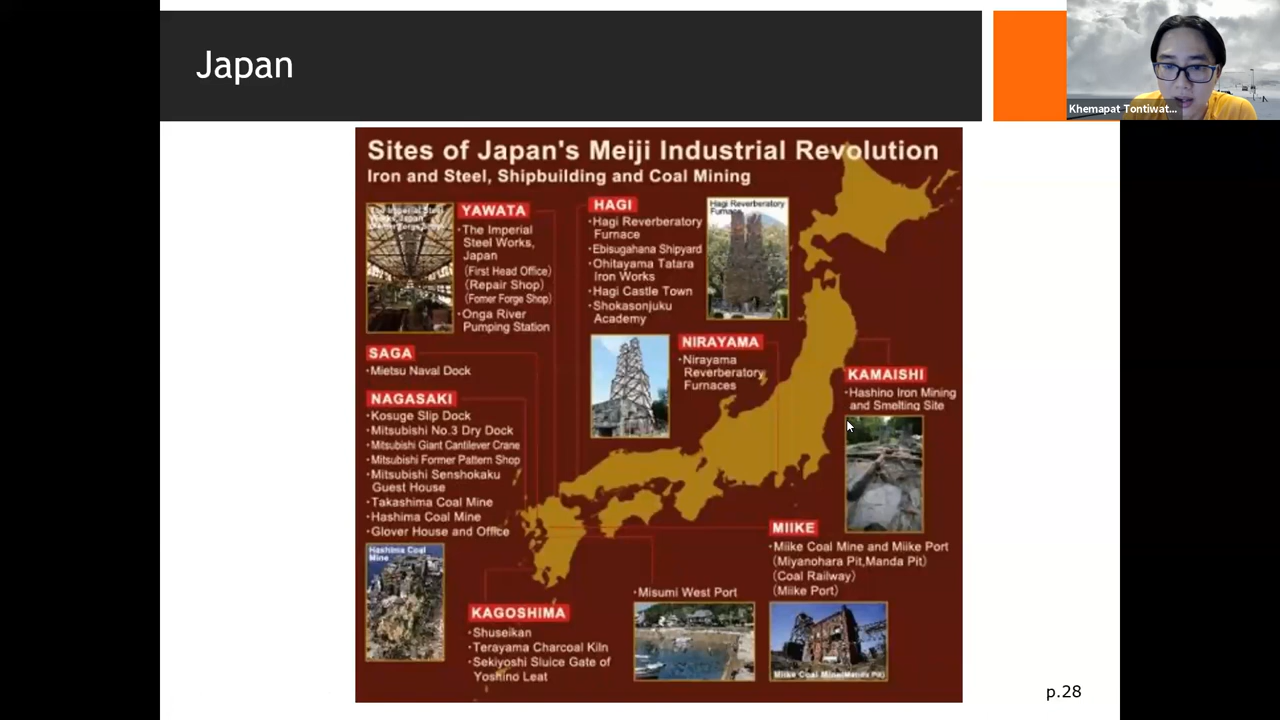 Japan
Khemapat Tontiwat...
Sites of Japan's Meiji Industrial Revolution
Iron and Steel, Shipbuilding and Coal Mining
YAWATA
・The Imperial
Steel Works,
Japan
(First Head Office)
(Repair Shop)
(Fomer Forge Shop)
・Onga River
Pumping Station
HAGI
・Hagi Reverberatory
Furnace
・Ebisugahana Shipyard
・Ohitayama Tatara
Iron Works
・Hagi Castle Town
・Shokasonjuku
Academy
Hagi Reverberatory
Furnace
SAGA
・Mietsu Naval Dock
NIRAYAMA
・Nirayama
Reverberatory
Furnaces
KAMAISHI
・Hashino Iron Mining
and Smelting Site
NAGASAKI
・Kosuge Slip Dock
・Mitsubishi No.3 Dry Dock
・Mitsubishi Giant Cantilever Crane
・Mitsubishi Former Pattern Shop
・Mitsubishi Senshokaku
Guest House
・Takashima Coal Mine
・Hashima Coal Mine
・Glover House and Office
Hashima Coal
Mine
MIIKE
・Miike Coal Mine and Miike Port
(Miyanohara Pit,Manda Pit)
(Coal Railway)
(Miike Port)
・Misumi West Port
KAGOSHIMA
・Shuseikan
・Terayama Charcoal Kiln
・Sekiyoshi Sluice Gate of
Yoshino Leat
Miike Coal Mine(Manda Pit)
p.28